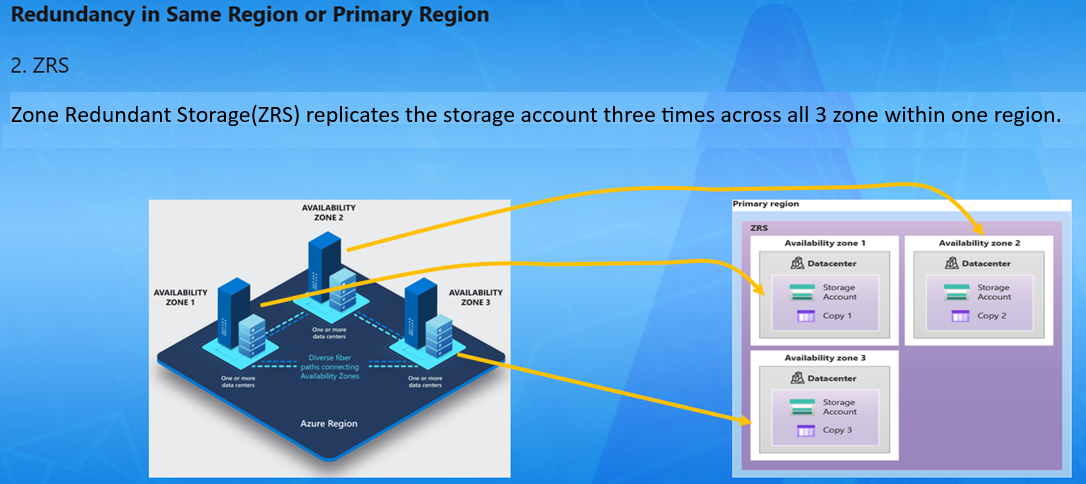 Redundancy in Same Region or Primary Region
2. ZRS
Zone Redundant Storage(ZRS) replicates the storage account three times across all 3 zone within one region.
AVAILABILITY
ZONE 2
AVAILABILITY
ZONE 1
AVAILABILITY
ZONE 3
One or more
data centers
Diverse fiber
paths connecting
Availability Zones
One or more
data centers
One or more
data centers
Azure Region
Primary region
ZRS
Availability zone 1
Datacenter
Storage
Account
Copy 1
Availability zone 2
Datacenter
Storage
Account
Copy 2
Availability zone 3
Datacenter
Storage
Account
Copy 3